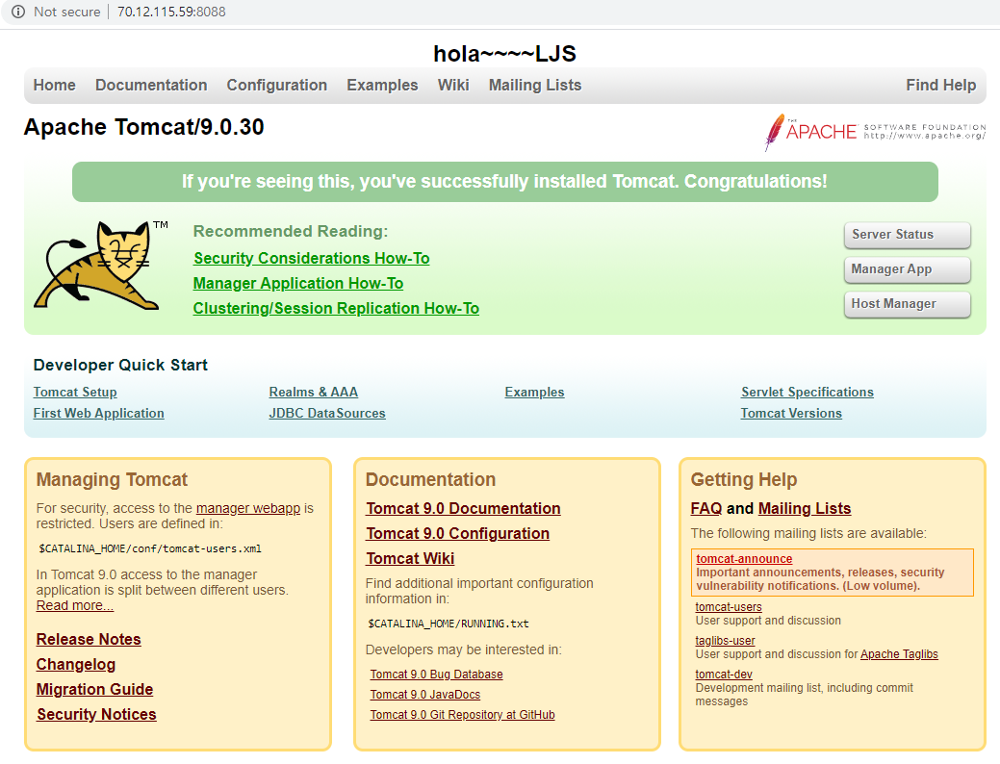 Not secure | 70.12.115.59:8088
hola~~~~LJS
Home Documentation Configuration Examples Wiki Mailing Lists Find Help
Apache Tomcat/9.0.30
THE APACHE SOFTWARE FOUNDATION
http://www.apache.org/
If you're seeing this, you've successfully installed Tomcat. Congratulations!
TM
Recommended Reading:
Security Considerations How-To
Manager Application How-To
Clustering/Session Replication How-To
Server Status
Manager App
Host Manager
Developer Quick Start
Tomcat Setup
First Web Application
Realms & AAA
JDBC DataSources
Examples
Servlet Specifications
Tomcat Versions
Managing Tomcat
For security, access to the manager webapp is
restricted. Users are defined in:
$CATALINA_HOME/conf/tomcat-users.xml
In Tomcat 9.0 access to the manager
application is split between different users.
Read more...
Release Notes
Changelog
Migration Guide
Security Notices
Documentation
Tomcat 9.0 Documentation
Tomcat 9.0 Configuration
Tomcat Wiki
Find additional important configuration
information in:
$CATALINA_HOME/RUNNING.txt
Developers may be interested in:
Tomcat 9.0 Bug Database
Tomcat 9.0 JavaDocs
Tomcat 9.0 Git Repository at GitHub
Getting Help
FAQ and Mailing Lists
The following mailing lists are available:
tomcat-announce
Important announcements, releases, security
vulnerability notifications. (Low volume).
tomcat-users
User support and discussion
taglibs-user
User support and discussion for Apache Taglibs
tomcat-dev
Development mailing list, including commit
messages